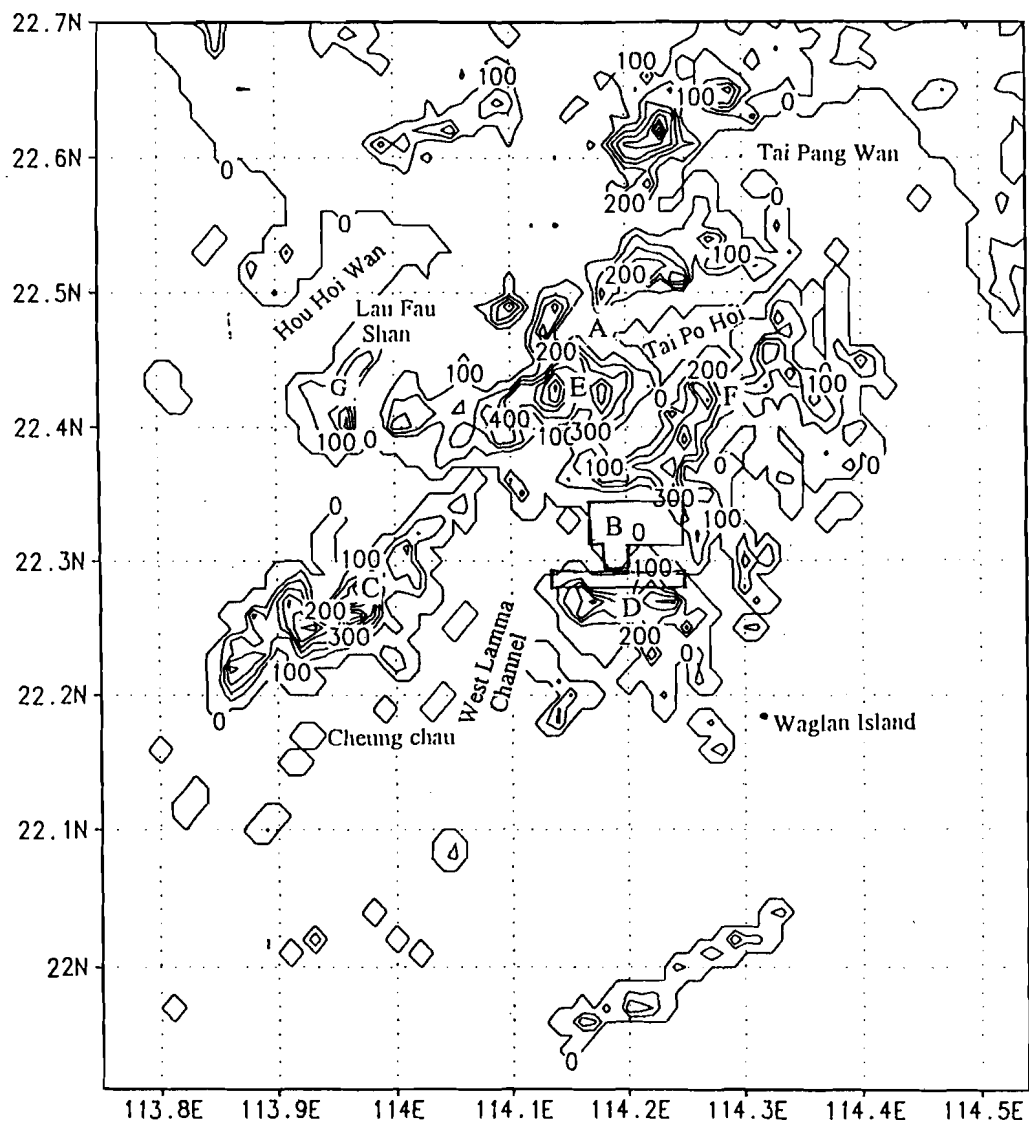 22.7N
100
100
100
0
22.6N
Tai Pang Wan
0
200
0
0
100
200
22.5N
Hou Hoi Wan
Lau Fau
Shan
A
Tai Po Hoi
200
100
200
G
E
F
100
0
400
22.4N
100
0
100
300
0
0
100
300
0
B
0
100
22.3N
100
100
C
200
D
300
200
0
100
22.2N
0
West Lamma
Channel
Cheung chau
Waglan Island
22.1N
22N
0
113.8E
113.9E
114E
114.1E
114.2E
114.3E
114.4E
114.5E